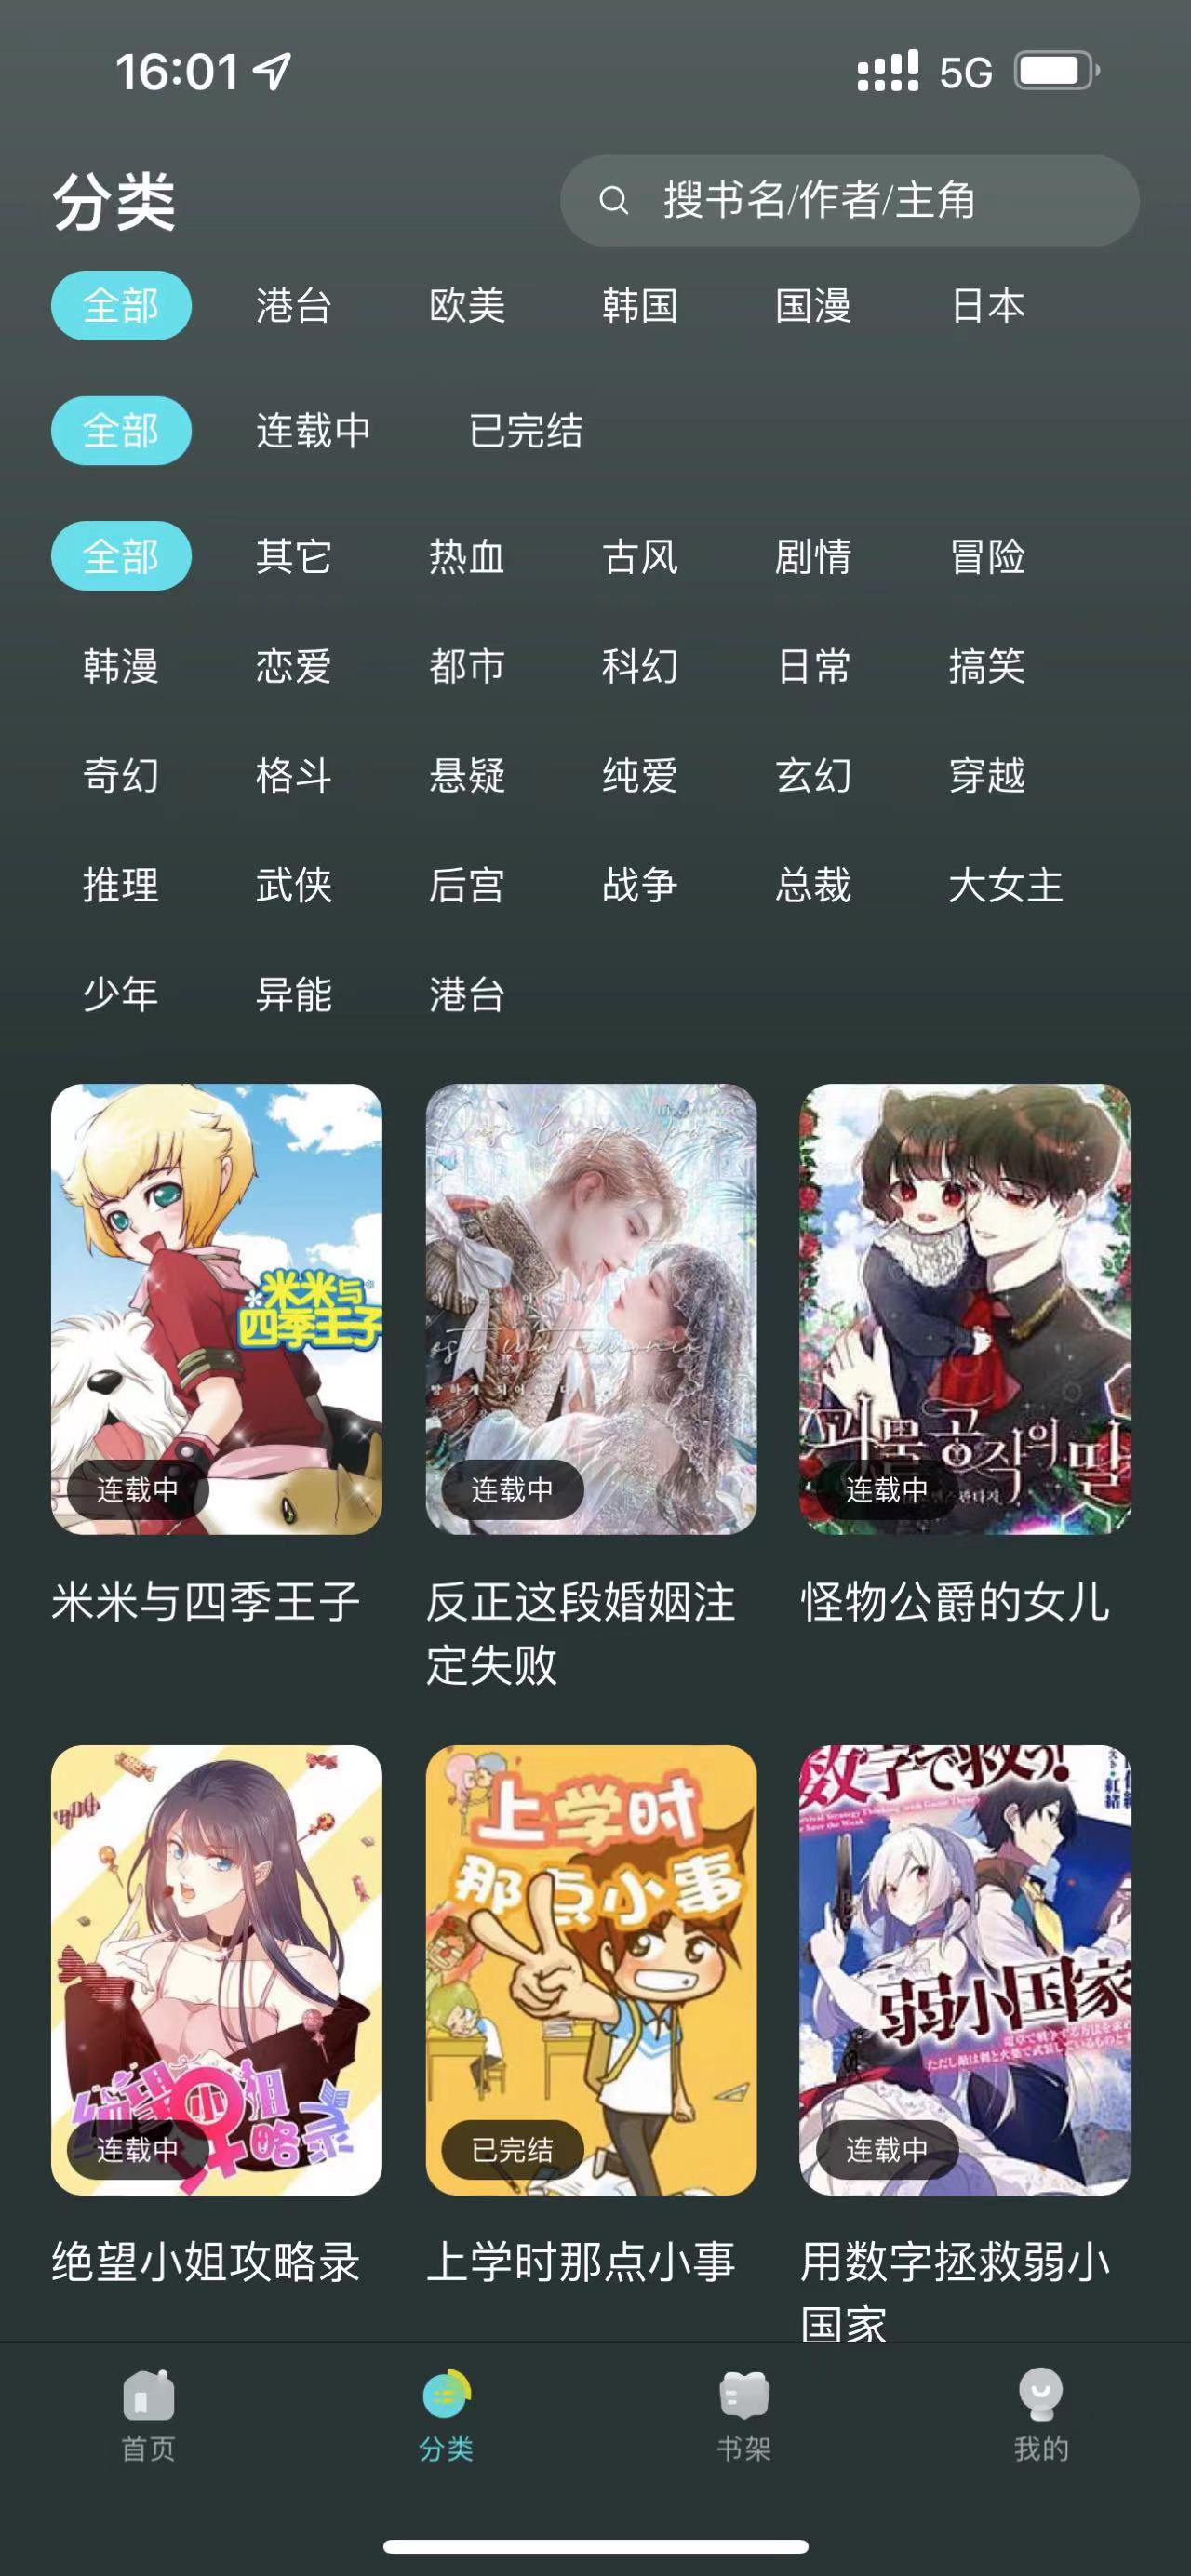 16:01 5G
分类
搜书名/作者/主角
全部 港台 欧美 韩国 国漫 日本
全部 连载中 已完结
全部 其它 热血 古风 剧情 冒险
韩漫 恋爱 都市 科幻 日常 搞笑
奇幻 格斗 悬疑 纯爱 玄幻 穿越
推理 武侠 后宫 战争 总裁 大女主
少年 异能 港台
米米与
四季王子
连载中
este matrimonio
连载中
괴물 공작의 딸
连载中
米米与四季王子 反正这段婚姻注 怪物公爵的女儿
定失败
绝望小姐
略录
连载中
上学时
那点小事
已完结
数字で救う!
弱小国家
连载中
绝望小姐攻略录 上学时那点小事 用数字拯救弱小
国家
首页 分类 书架 我的